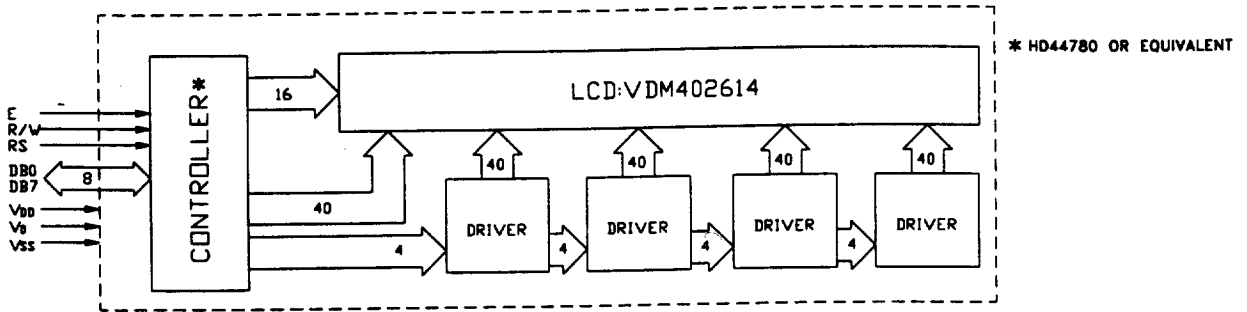 * HD44780 OR EQUIVALENT
CONTROLLER*
16
LCD:VDM402614
E
R/W
RS
DB0
DB7
8
VDD
VB
VSS
40
40
40
40
40
4
DRIVER
4
DRIVER
4
DRIVER
4
DRIVER